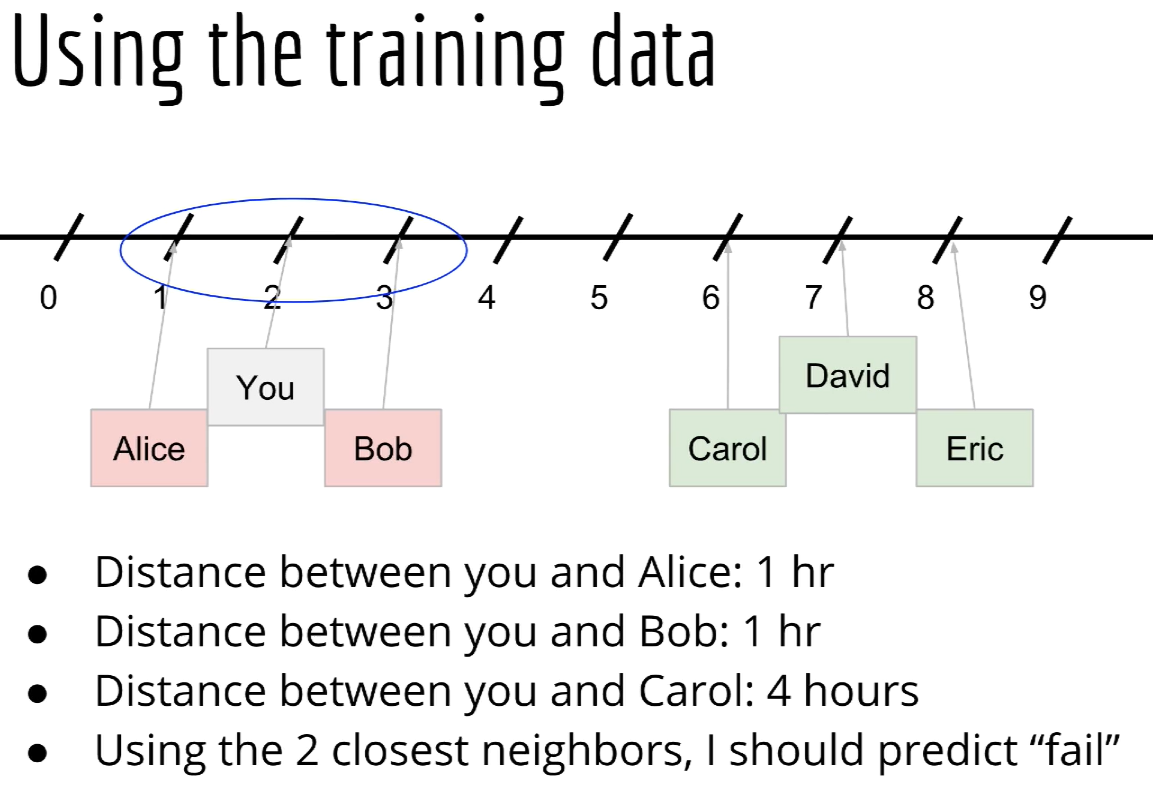 Using the training data
0 1 2 3 4 5 6 7 8 9
You
David
Alice
Bob
Carol
Eric
● Distance between you and Alice: 1 hr
● Distance between you and Bob: 1 hr
● Distance between you and Carol: 4 hours
● Using the 2 closest neighbors, I should predict “fail”